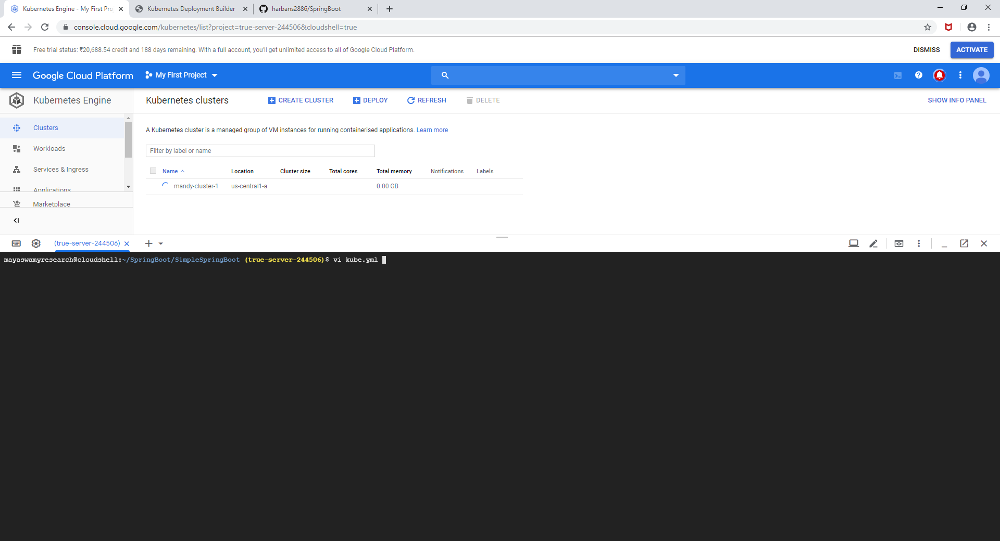 Kubernetes Engine - My First Pro
Kubernetes Deployment Builder
harbans2886/SpringBoot
console.cloud.google.com/kubernetes/list?project=true-server-244506&cloudshell=true
Free trial status: ₹20,688.54 credit and 188 days remaining. With a full account, you'll get unlimited access to all of Google Cloud Platform.
DISMISS
ACTIVATE
Google Cloud Platform
My First Project
Kubernetes Engine
Kubernetes clusters
CREATE CLUSTER
DEPLOY
REFRESH
DELETE
SHOW INFO PANEL
Clusters
Workloads
Services & Ingress
Applications
Marketplace
A Kubernetes cluster is a managed group of VM instances for running containerised applications. Learn more
Filter by label or name
Name Location Cluster size Total cores Total memory Notifications Labels
mandy-cluster-1 us-central1-a 0.00 GB
(true-server-244506)
mayaswamyresearch@cloudshell:~/SpringBoot/SimpleSpringBoot (true-server-244506)$ vi kube.yml